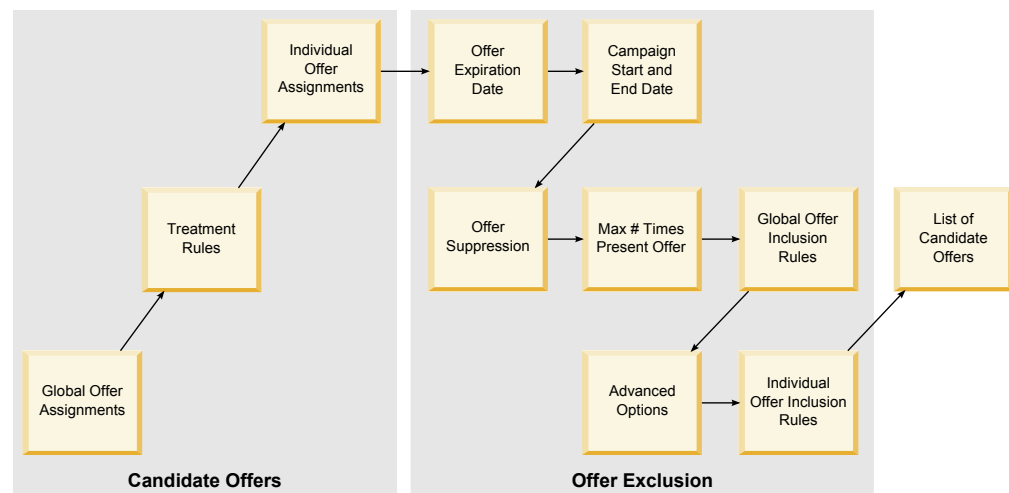 Individual
Offer
Assignments
Offer
Expiration
Date
Campaign
Start and
End Date
Treatment
Rules
Offer
Suppression
Max # Times
Present Offer
Global Offer
Inclusion
Rules
List of
Candidate
Offers
Global Offer
Assignments
Advanced
Options
Individual
Offer Inclusion
Rules
Candidate Offers
Offer Exclusion